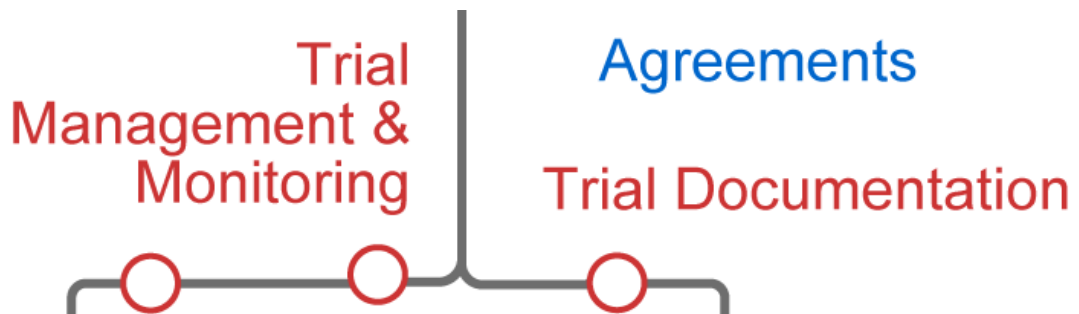 Trial
Management &
Monitoring
Agreements
Trial Documentation